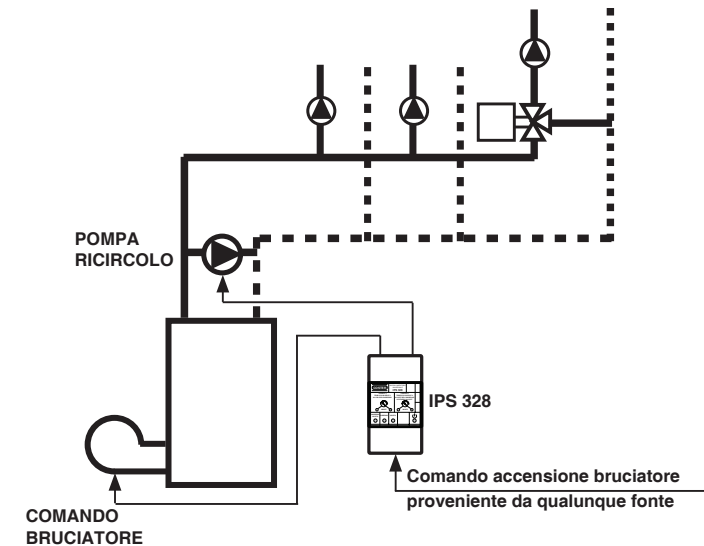 POMPA
RICIRCOLO
IPS 328
Comando accensione bruciatore
proveniente da qualunque fonte
COMANDO
BRUCIATORE